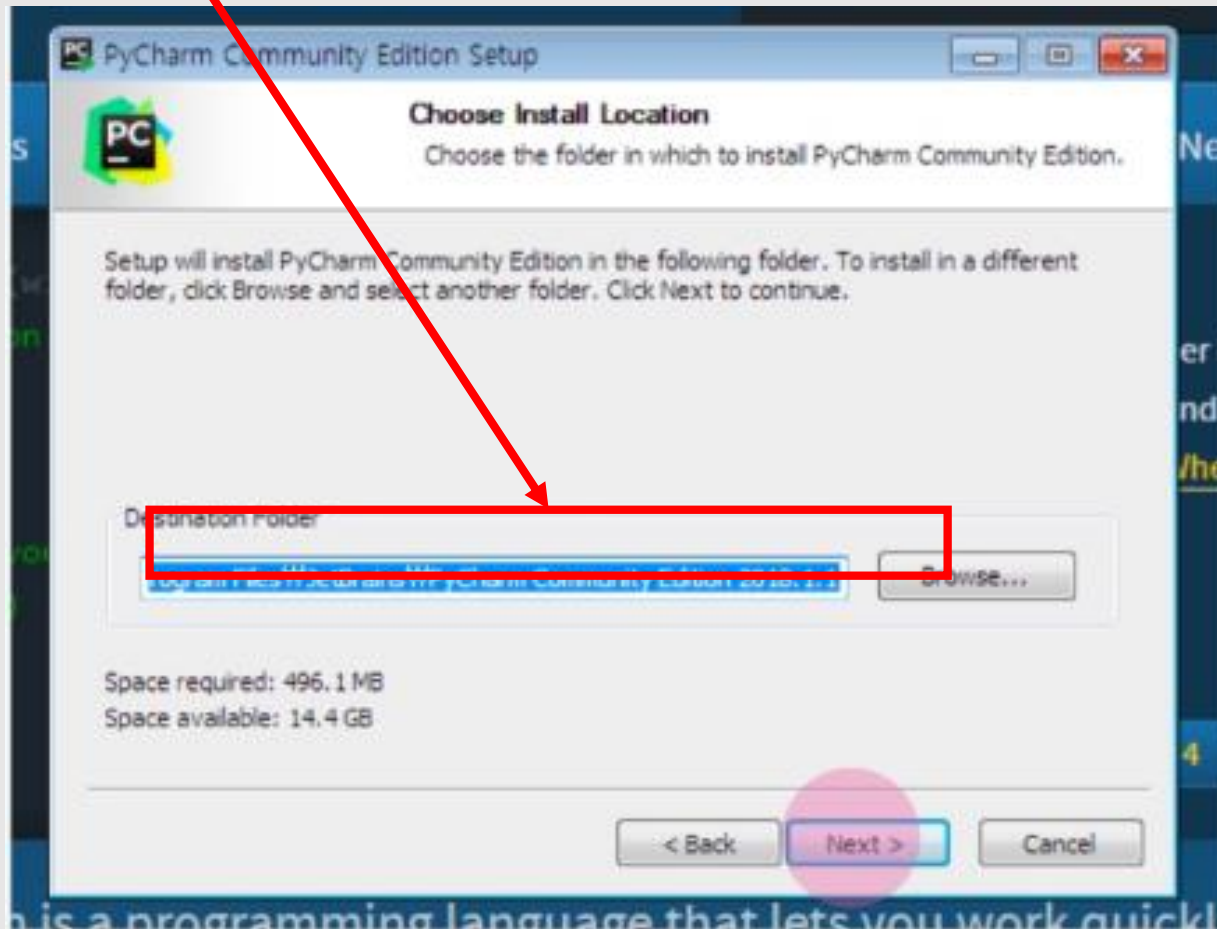 PyCharm Community Edition Setup
PC
Choose Install Location
Choose the folder in which to install PyCharm Community Edition.
Setup will install PyCharm Community Edition in the following folder. To install in a different
folder, click Browse and select another folder. Click Next to continue.
Destination Folder
Browse...
Space required: 496.1 MB
Space available: 14.4 GB
< Back
Next >
Cancel
s
Ne
er
nd
/he
4
on
you
is a programming language that lets you work quickl